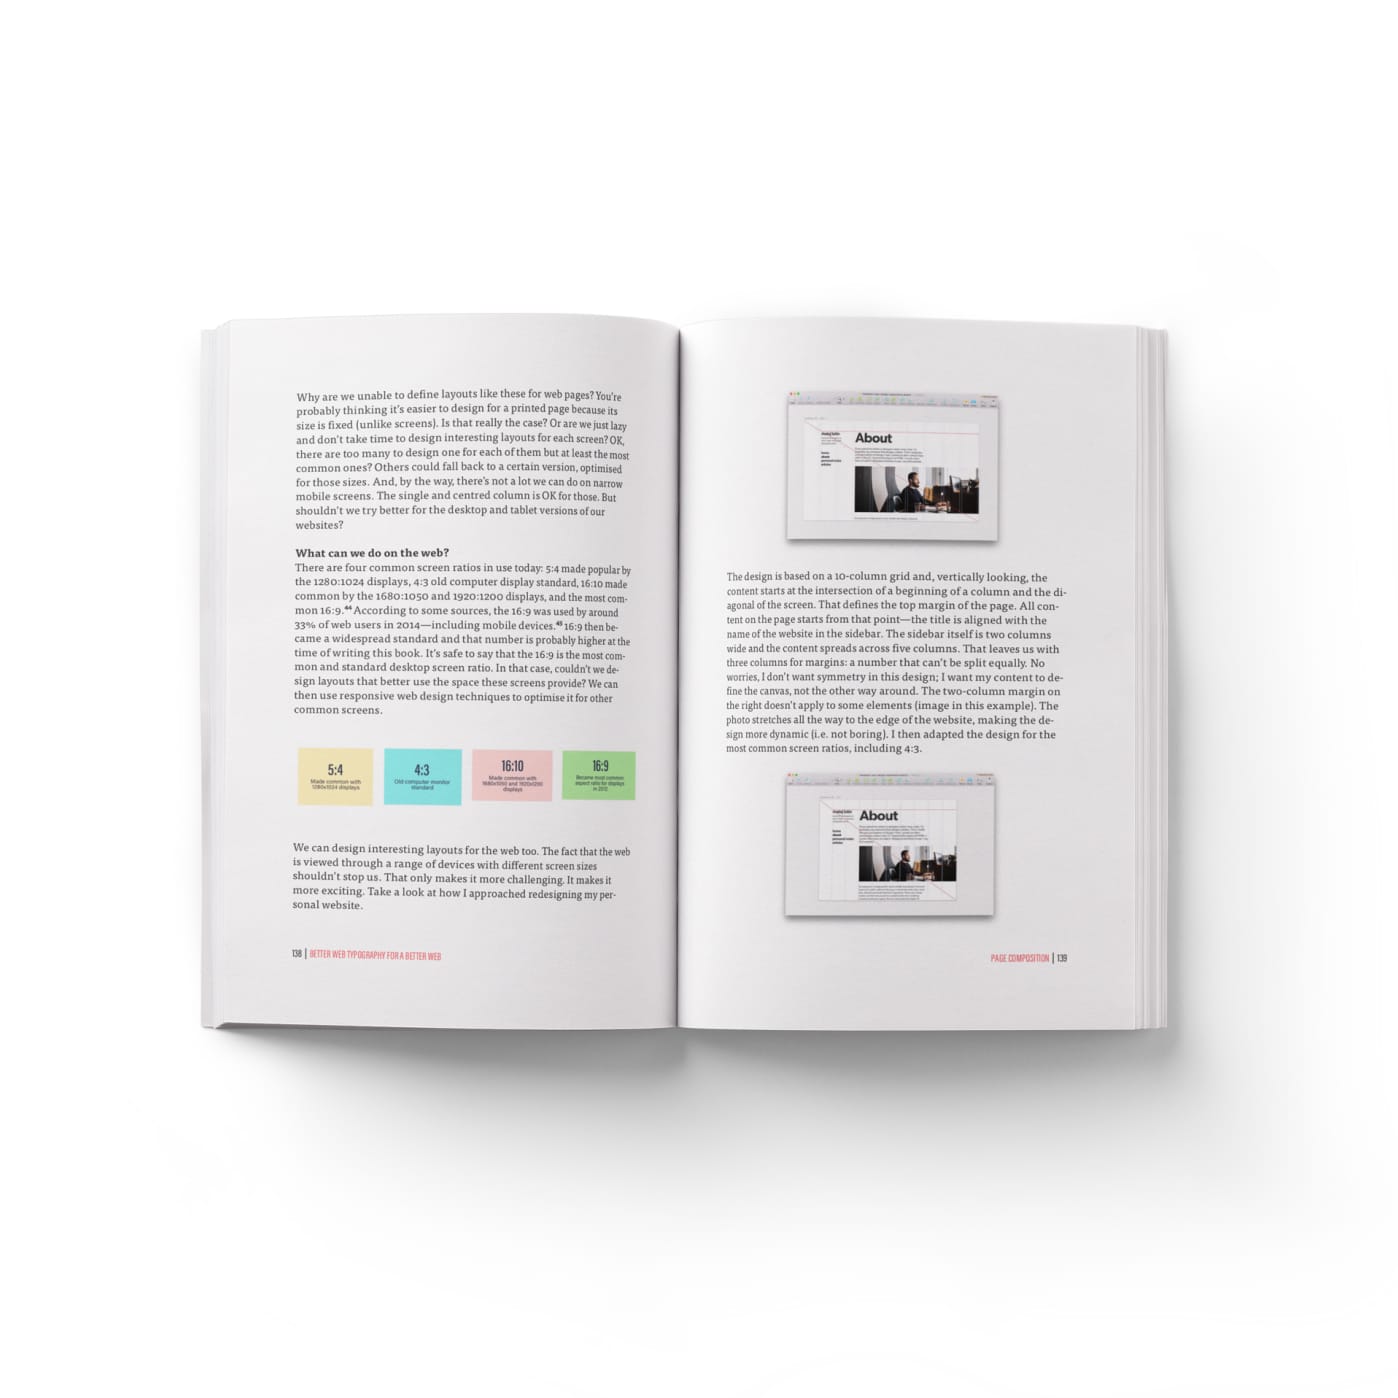 Why are we unable to define layouts like these for web pages? You're
probably thinking it's easier to design for a printed page because its
size is fixed (unlike screens). Is that really the case? Or are we just lazy
and don't take time to design interesting layouts for each screen? OK,
there are too many to design one for each of them but at least the most
common ones? Others could fall back to a certain version, optimised
for those sizes. And, by the way, there's not a lot we can do on narrow
mobile screens. The single and centred column is OK for those. But
shouldn't we try better for the desktop and tablet versions of our
websites?
What can we do on the web?
There are four common screen ratios in use today: 5:4 made popular by
the 1280:1024 displays, 4:3 old computer display standard, 16:10 made
common by the 1680:1050 and 1920:1200 displays, and the most com-
mon 16:9.44 According to some sources, the 16:9 was used by around
33% of web users in 2014—including mobile devices.45 16:9 then be-
came a widespread standard and that number is probably higher at the
time of writing this book. It's safe to say that the 16:9 is the most com-
mon and standard desktop screen ratio. In that case, couldn't we de-
sign layouts that better use the space these screens provide? We can
then use responsive web design techniques to optimise it for other
common screens.
5:4
Made common with
1280x1024 displays
4:3
Old computer monitor
standard
16:10
Made common with
1680x1050 and 1920x1200
displays
16:9
Became most common
aspect ratio for displays
in 2012
We can design interesting layouts for the web too. The fact that the web
is viewed through a range of devices with different screen sizes
shouldn't stop us. That only makes it more challenging. It makes it
more exciting. Take a look at how I approached redesigning my per-
sonal website.
138 | BETTER WEB TYPOGRAPHY FOR A BETTER WEB
About
The design is based on a 10-column grid and, vertically looking, the
content starts at the intersection of a beginning of a column and the di-
agonal of the screen. That defines the top margin of the page. All con-
tent on the page starts from that point—the title is aligned with the
name of the website in the sidebar. The sidebar itself is two columns
wide and the content spreads across five columns. That leaves us with
three columns for margins: a number that can't be split equally. No
worries, I don't want symmetry in this design; I want my content to de-
fine the canvas, not the other way around. The two-column margin on
the right doesn't apply to some elements (image in this example). The
photo stretches all the way to the edge of the website, making the de-
sign more dynamic (i.e. not boring). I then adapted the design for the
most common screen ratios, including 4:3.
About
PAGE COMPOSITION | 139